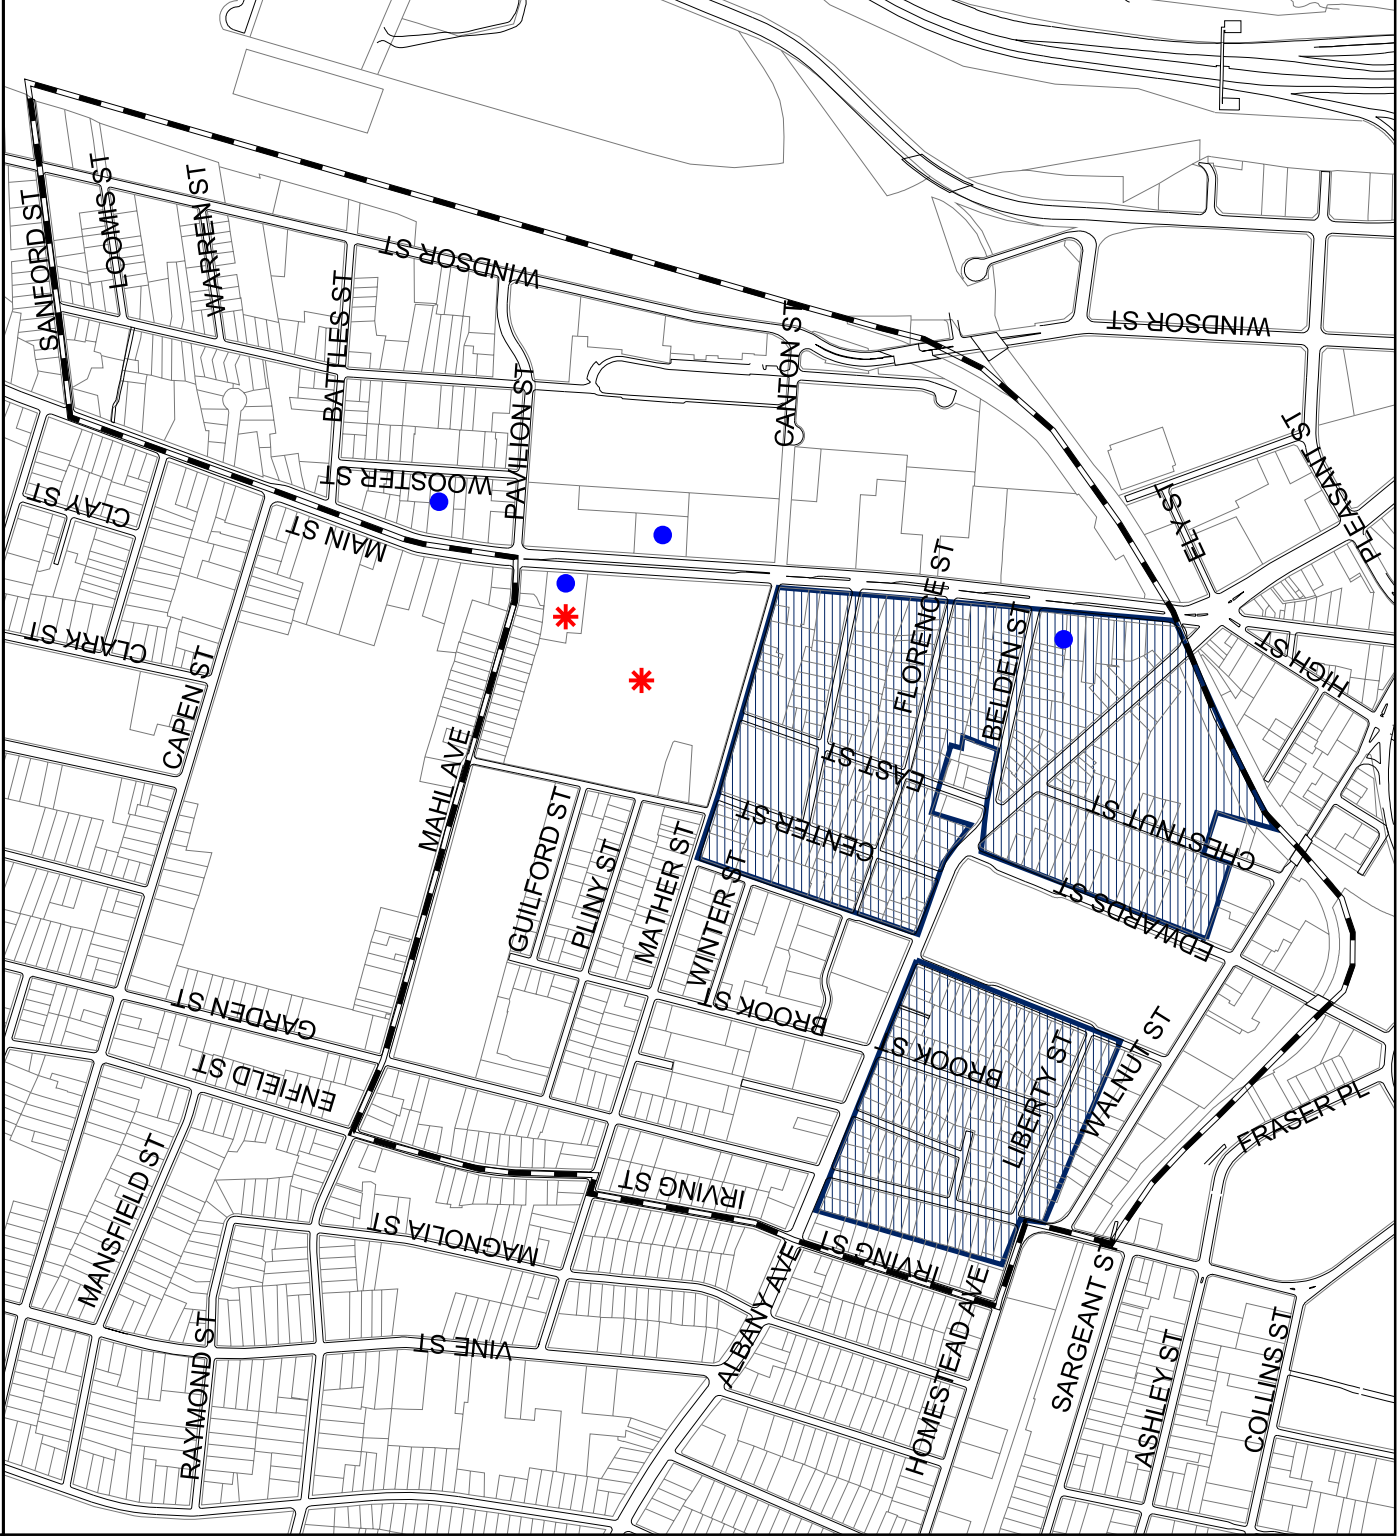 SANFORD ST
LOOMIS ST
WARREN ST
WINDSOR ST
BATTLES ST
CANTON ST
WINDSOR ST
PAVILION ST
WOOSTER ST
CLAY ST
MAIN ST
ELY ST
PLEASANT ST
CLARK ST
CAPEN ST
FLORENCE ST
BELDEN ST
HIGH ST
MAHL AVE
EAST ST
CENTER ST
CHESTNUT ST
GUILFORD ST
PLINY ST
MATHER ST
WINTER ST
EDWARDS ST
GARDEN ST
BROOK ST
BROOK ST
ENFIELD ST
LIBERTY ST
WALNUT ST
FRASER PL
MANSFIELD ST
IRVING ST
MAGNOLIA ST
IRVING ST
VINE ST
RAYMOND ST
ALBANY AVE
HOMESTEAD AVE
SARGEANT ST
ASHLEY ST
COLLINS ST